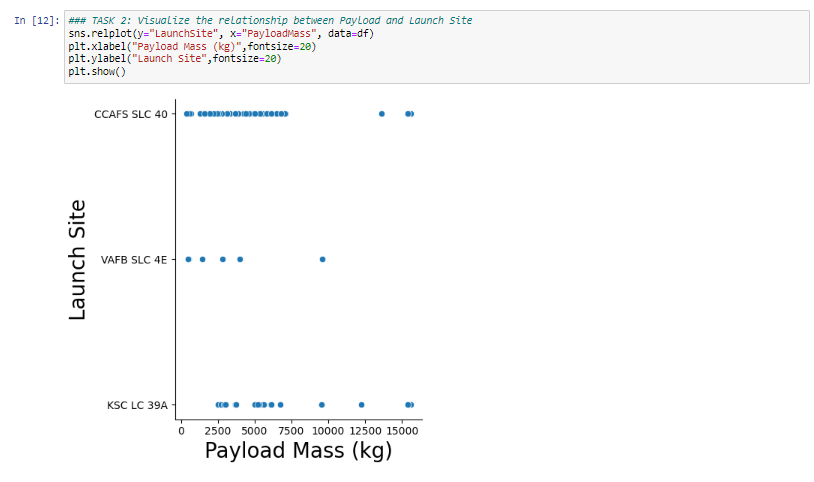 In [12]: ### TASK 2: Visualize the relationship between Payload and Launch Site
sns.relplot(y="LaunchSite", x="PayloadMass", data=df)
plt.xlabel("Payload Mass (kg)",fontsize=20)
plt.ylabel("Launch Site",fontsize=20)
plt.show()
CCAFS SLC 40
VAFB SLC 4E
KSC LC 39A
Launch Site
0 2500 5000 7500 10000 12500 15000
Payload Mass (kg)